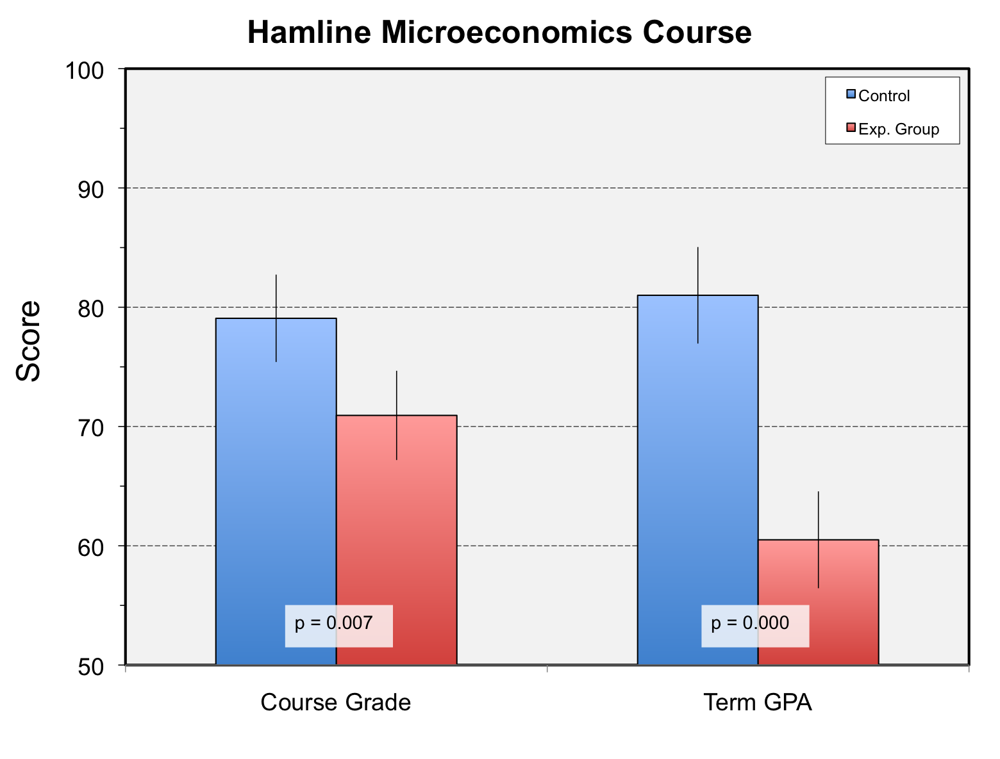 Hamline Microeconomics Course
100
90
80
70
60
50
Score
Control
Exp. Group
p = 0.007
p = 0.000
Course Grade
Term GPA